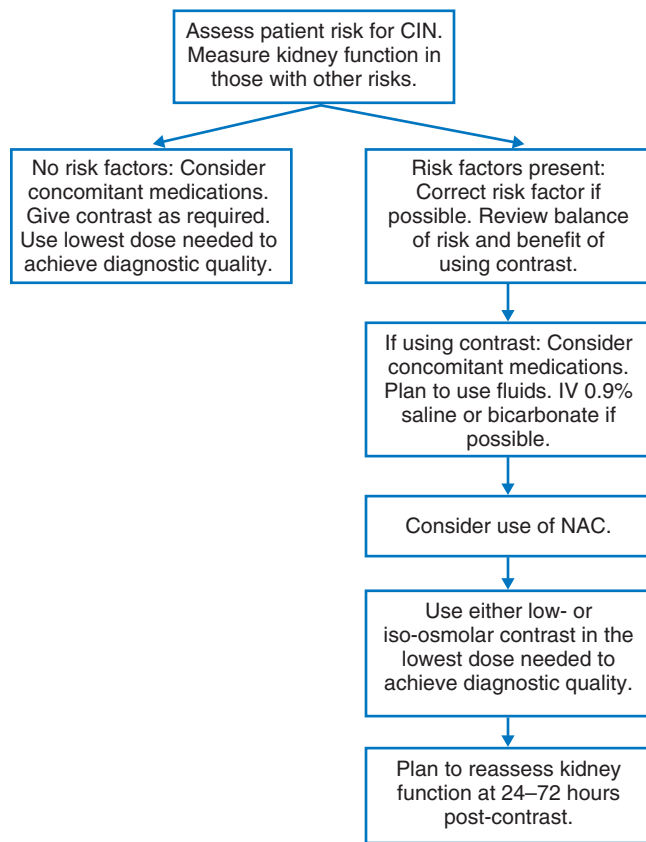 Assess patient risk for CIN.
Measure kidney function in
those with other risks.
No risk factors: Consider
concomitant medications.
Give contrast as required.
Use lowest dose needed to
achieve diagnostic quality.
Risk factors present:
Correct risk factor if
possible. Review balance
of risk and benefit of
using contrast.
If using contrast: Consider
concomitant medications.
Plan to use fluids. IV 0.9%
saline or bicarbonate if
possible.
Consider use of NAC.
Use either low- or
iso-osmolar contrast in the
lowest dose needed to
achieve diagnostic quality.
Plan to reassess kidney
function at 24–72 hours
post-contrast.